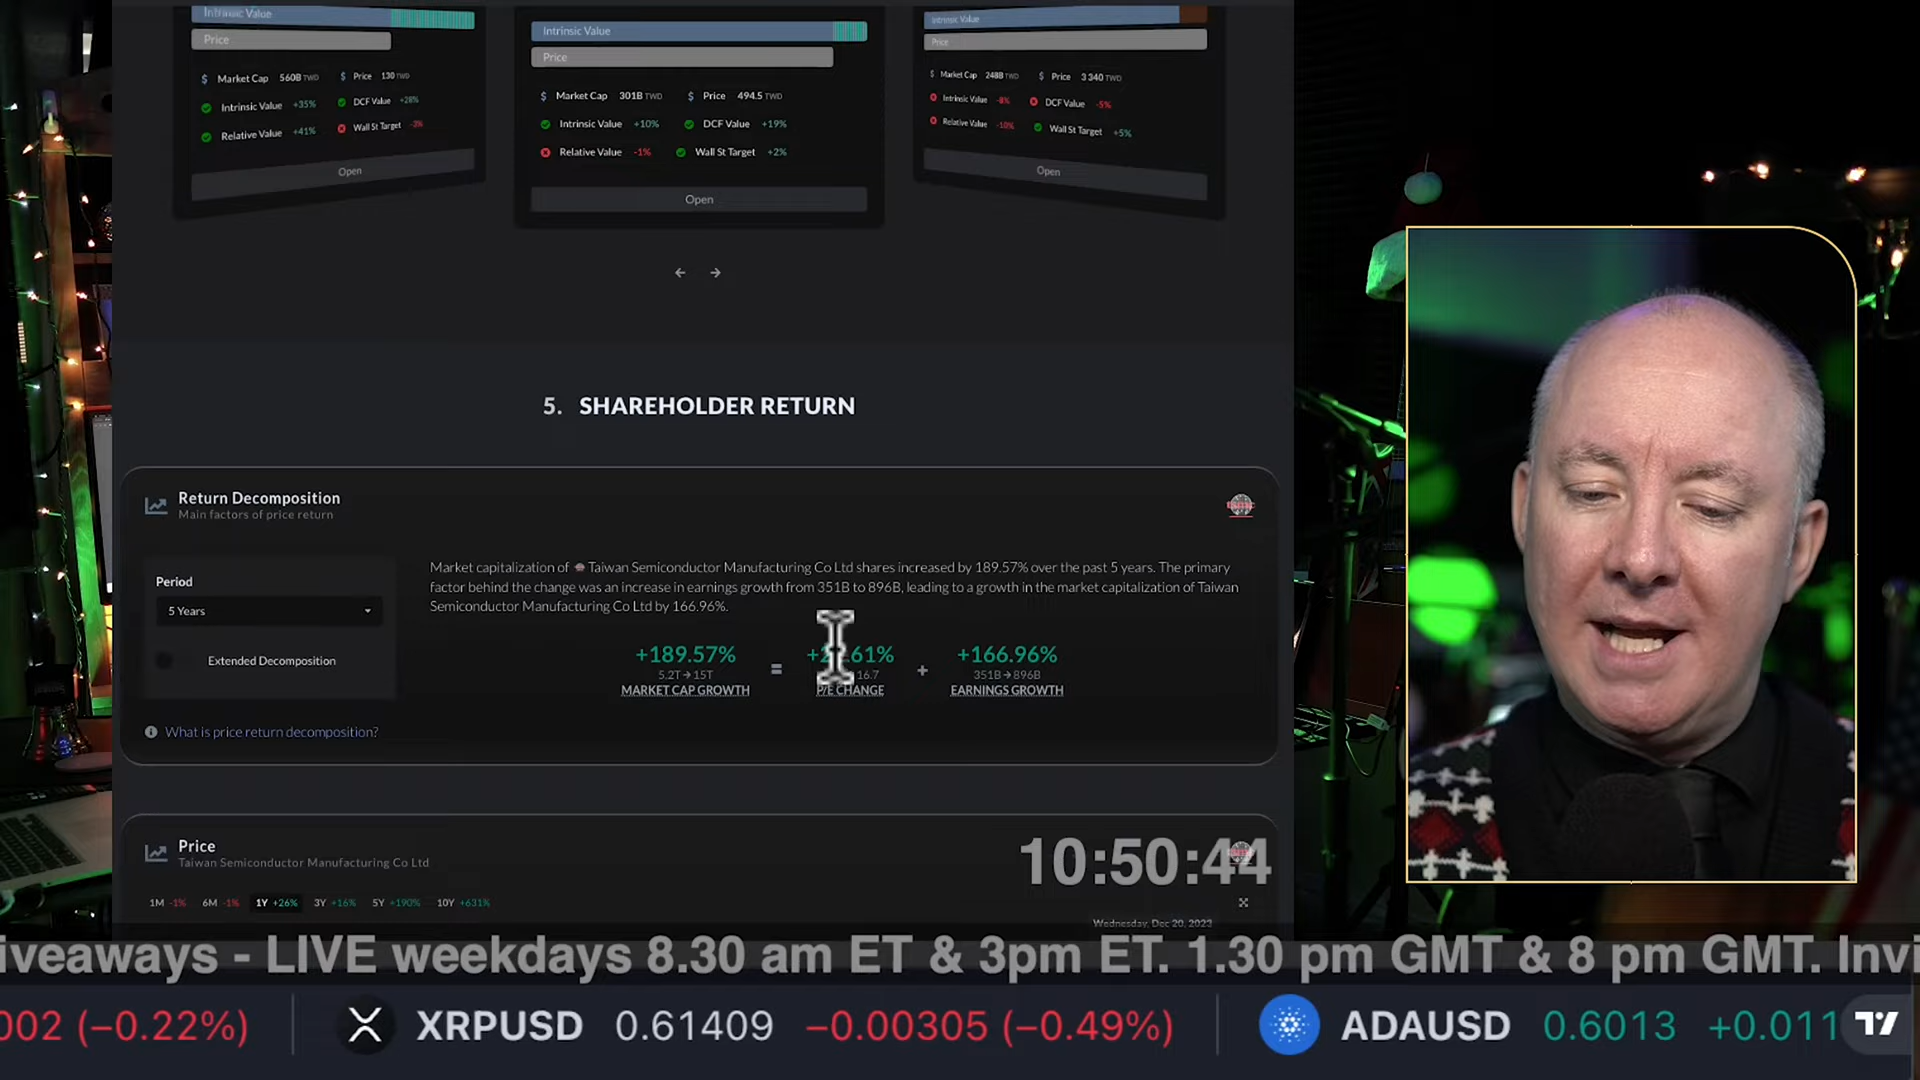 Intrinsic Value
Price
Market Cap 560B TWD Price 130 TWD
Intrinsic Value +35% DCF Value +28%
Relative Value +41% Wall St Target -3%
Open
Intrinsic Value
Price
Market Cap 301B TWD Price 494.5 TWD
Intrinsic Value +10% DCF Value +19%
Relative Value -1% Wall St Target +2%
Open
Intrinsic Value
Price
Market Cap 248B TWD Price 3 340 TWD
Intrinsic Value -8% DCF Value -5%
Relative Value -10% Wall St Target +5%
Open
5. SHAREHOLDER RETURN
Return Decomposition
Main factors of price return
Period
5 Years
Extended Decomposition
What is price return decomposition?
Market capitalization of Taiwan Semiconductor Manufacturing Co Ltd shares increased by 189.57% over the past 5 years. The primary
factor behind the change was an increase in earnings growth from 351B to 896B, leading to a growth in the market capitalization of Taiwan
Semiconductor Manufacturing Co Ltd by 166.96%.
+189.57%
5.2T → 15T
MARKET CAP GROWTH
=
16.7
P/E CHANGE
+
+166.96%
351B → 896B
EARNINGS GROWTH
Price
Taiwan Semiconductor Manufacturing Co Ltd
1M -1% 6M -1% 1Y +26% 3Y +16% 5Y +190% 10Y +631%
10:50:44
Wednesday, Dec 20, 2023
iveaways - LIVE weekdays 8.30 am ET & 3pm ET. 1.30 pm GMT & 8 pm GMT. Invi
002 (−0.22%) XRPUSD 0.61409 −0.00305 (−0.49%) ADAUSD 0.6013 +0.011